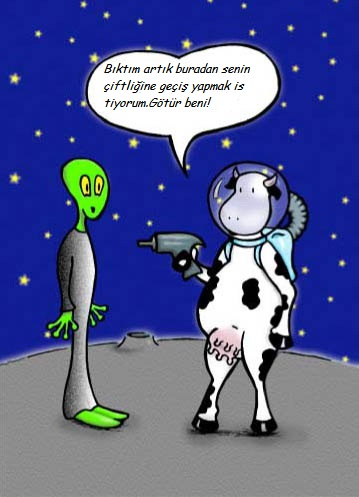 Bıktım artık buradan senin
çiftliğine geçiş yapmak is
tiyorum.Götür beni!